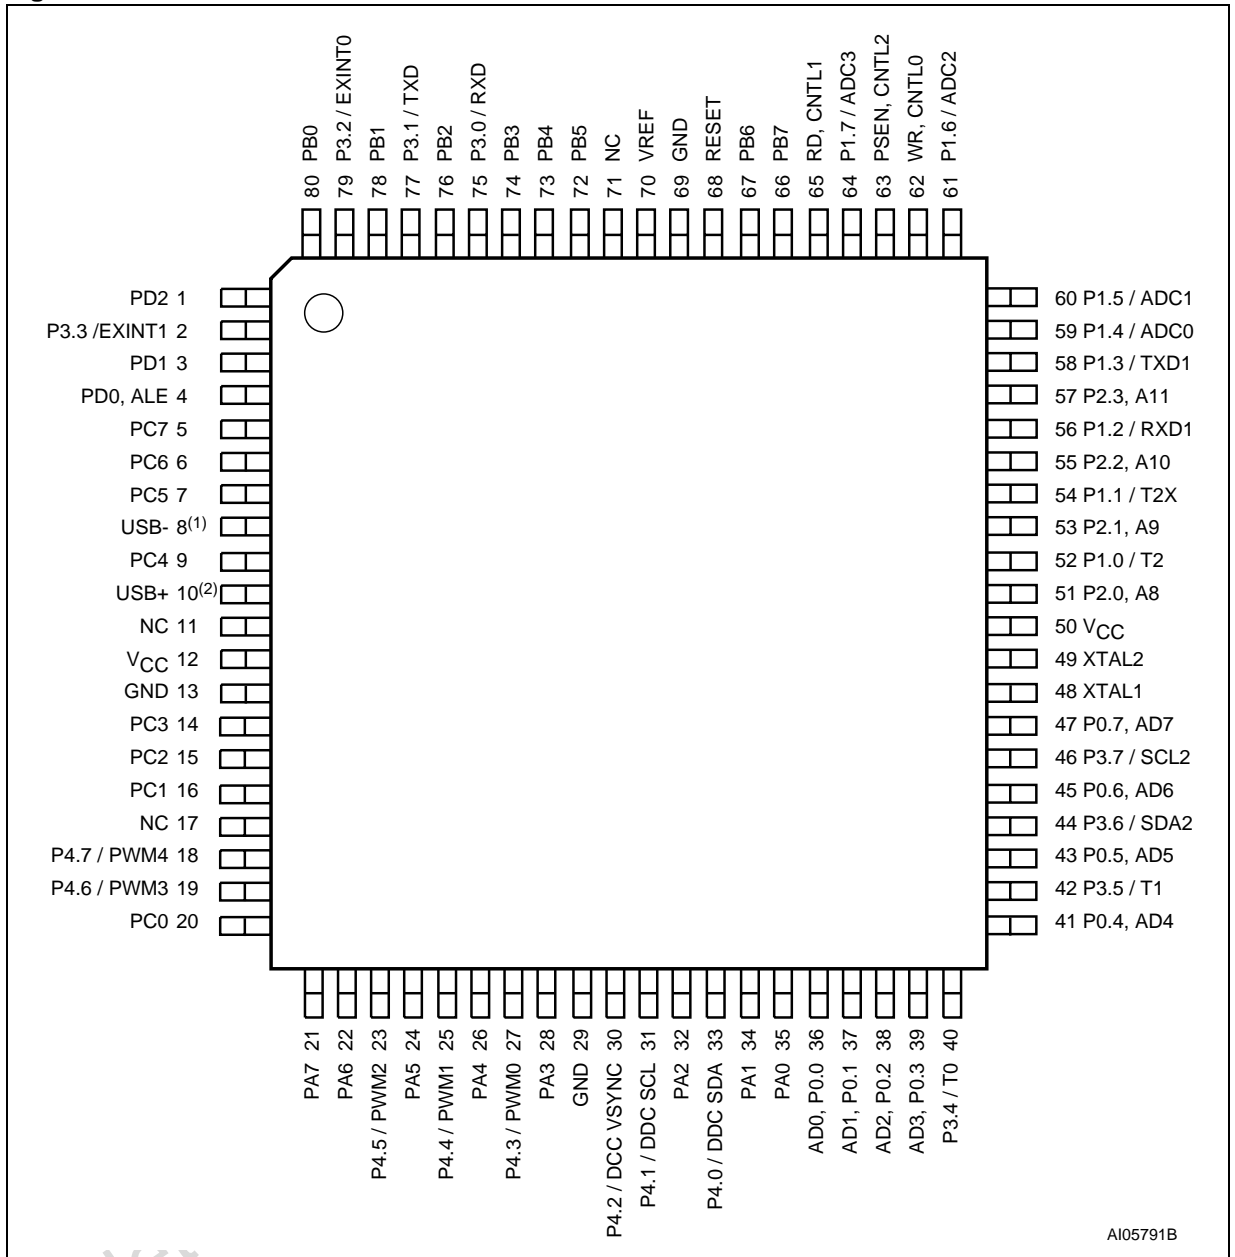 80 PB0
79 P3.2 / EXINT0
78 PB1
77 P3.1 / TXD
76 PB2
75 P3.0 / RXD
74 PB3
73 PB4
72 PB5
71 NC
70 VREF
69 GND
68 RESET
67 PB6
66 PB7
65 RD, CNTL1
64 P1.7 / ADC3
63 PSEN, CNTL2
62 WR, CNTL0
61 P1.6 / ADC2
PD2 1
P3.3 /EXINT1 2
PD1 3
PD0, ALE 4
PC7 5
PC6 6
PC5 7
USB- 8(1)
PC4 9
USB+ 10(2)
NC 11
VCC 12
GND 13
PC3 14
PC2 15
PC1 16
NC 17
P4.7 / PWM4 18
P4.6 / PWM3 19
PC0 20
60 P1.5 / ADC1
59 P1.4 / ADC0
58 P1.3 / TXD1
57 P2.3, A11
56 P1.2 / RXD1
55 P2.2, A10
54 P1.1 / T2X
53 P2.1, A9
52 P1.0 / T2
51 P2.0, A8
50 VCC
49 XTAL2
48 XTAL1
47 P0.7, AD7
46 P3.7 / SCL2
45 P0.6, AD6
44 P3.6 / SDA2
43 P0.5, AD5
42 P3.5 / T1
41 P0.4, AD4
PA7 21
PA6 22
P4.5 / PWM2 23
PA5 24
P4.4 / PWM1 25
PA4 26
P4.3 / PWM0 27
PA3 28
GND 29
P4.2 / DCC VSYNC 30
P4.1 / DDC SCL 31
PA2 32
P4.0 / DDC SDA 33
PA1 34
PA0 35
AD0, P0.0 36
AD1, P0.1 37
AD2, P0.2 38
AD3, P0.3 39
P3.4 / T0 40
AI05791B